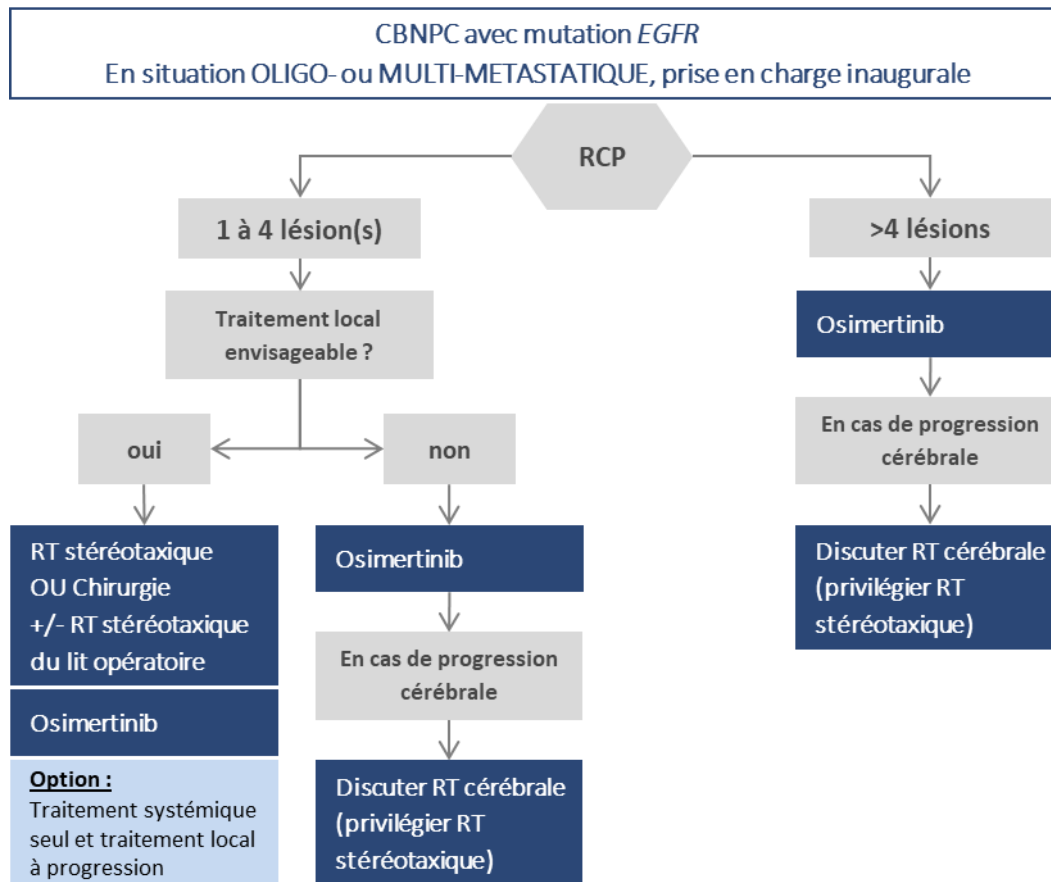 CBNPC avec mutation EGFR
En situation OLIGO- ou MULTI-METASTATIQUE, prise en charge inaugurale
RCP
1 à 4 lésion(s)
>4 lésions
Traitement local
envisageable ?
Osimertinib
En cas de progression
cérébrale
Discuter RT cérébrale
(privilégier RT
stéréotaxique)
oui
non
RT stéréotaxique
OU Chirurgie
+/- RT stéréotaxique
du lit opératoire
Osimertinib
Option :
Traitement systémique
seul et traitement local
à progression
Osimertinib
En cas de progression
cérébrale
Discuter RT cérébrale
(privilégier RT
stéréotaxique)